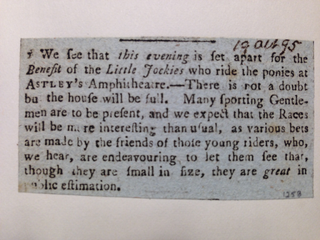 19 Oct 95
We see that this evening is set apart for the
Benefit of the Little Jockies who ride the ponies at
ASTLEY's Amphitheatre.—There is not a doubt
bu the house will be full. Many sporting Gentle-
men are to be present, and we expect that the Races
will be more interesting than usual, as various bets
are made by the friends of those young riders, who,
we hear, are endeavouring to let them see that,
though they are small in size, they are great in
public estimation.